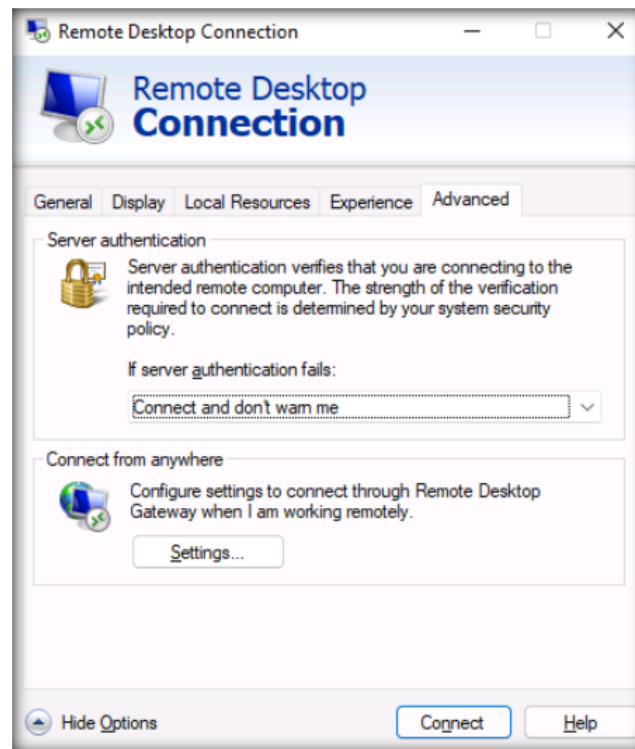 Remote Desktop Connection
Remote Desktop
Connection
General Display Local Resources Experience Advanced
Server authentication
Server authentication verifies that you are connecting to the
intended remote computer. The strength of the verification
required to connect is determined by your system security
policy.
If server authentication fails:
Connect and don't warn me
Connect from anywhere
Configure settings to connect through Remote Desktop
Gateway when I am working remotely.
Settings...
Hide Options Connect Help